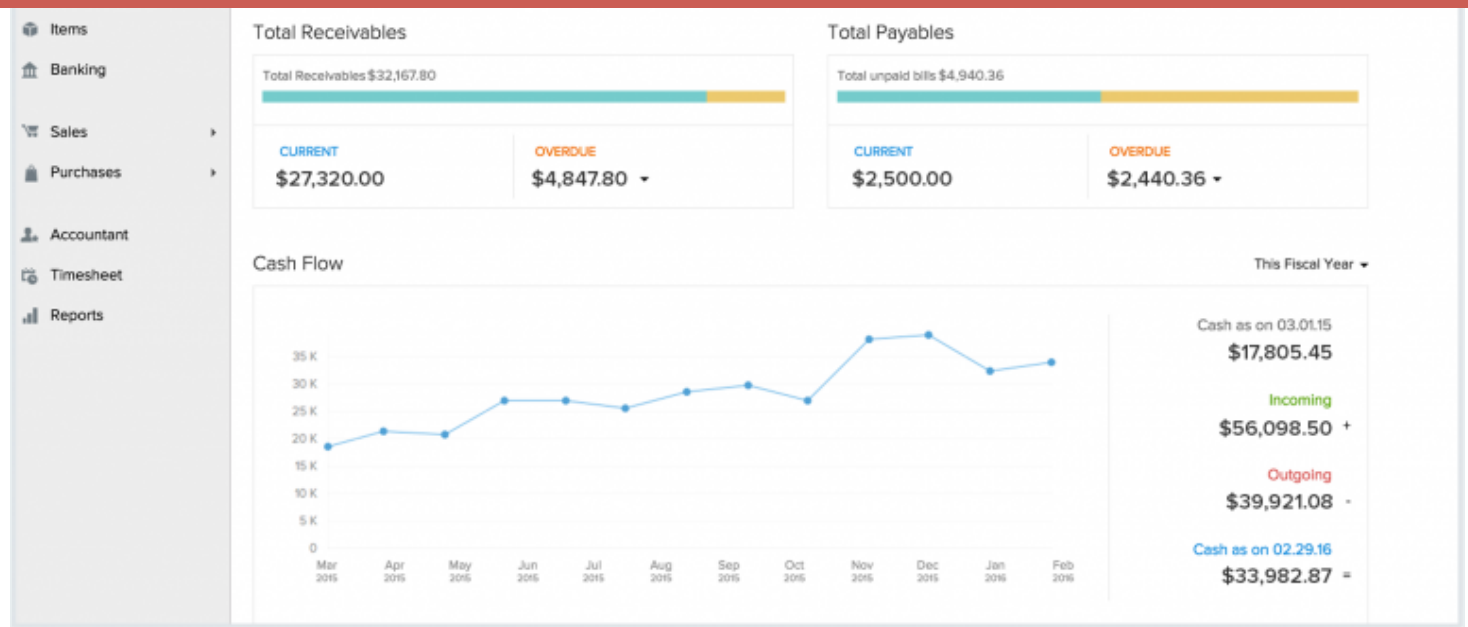 Items
Banking
Sales
Purchases
Accountant
Timesheet
Reports
Total Receivables
Total Receivables $32,167.80
CURRENT
$27,320.00
OVERDUE
$4,847.80
Total Payables
Total unpaid bills $4,940.36
CURRENT
$2,500.00
OVERDUE
$2,440.36
Cash Flow
This Fiscal Year
35 K
30 K
25 K
20 K
15 K
10 K
5 K
0
Mar 2015
Apr 2015
May 2015
Jun 2015
Jul 2015
Aug 2015
Sep 2015
Oct 2015
Nov 2015
Dec 2015
Jan 2016
Feb 2016
Cash as on 03.01.15
$17,805.45
Incoming
$56,098.50 +
Outgoing
$39,921.08 -
Cash as on 02.29.16
$33,982.87 =